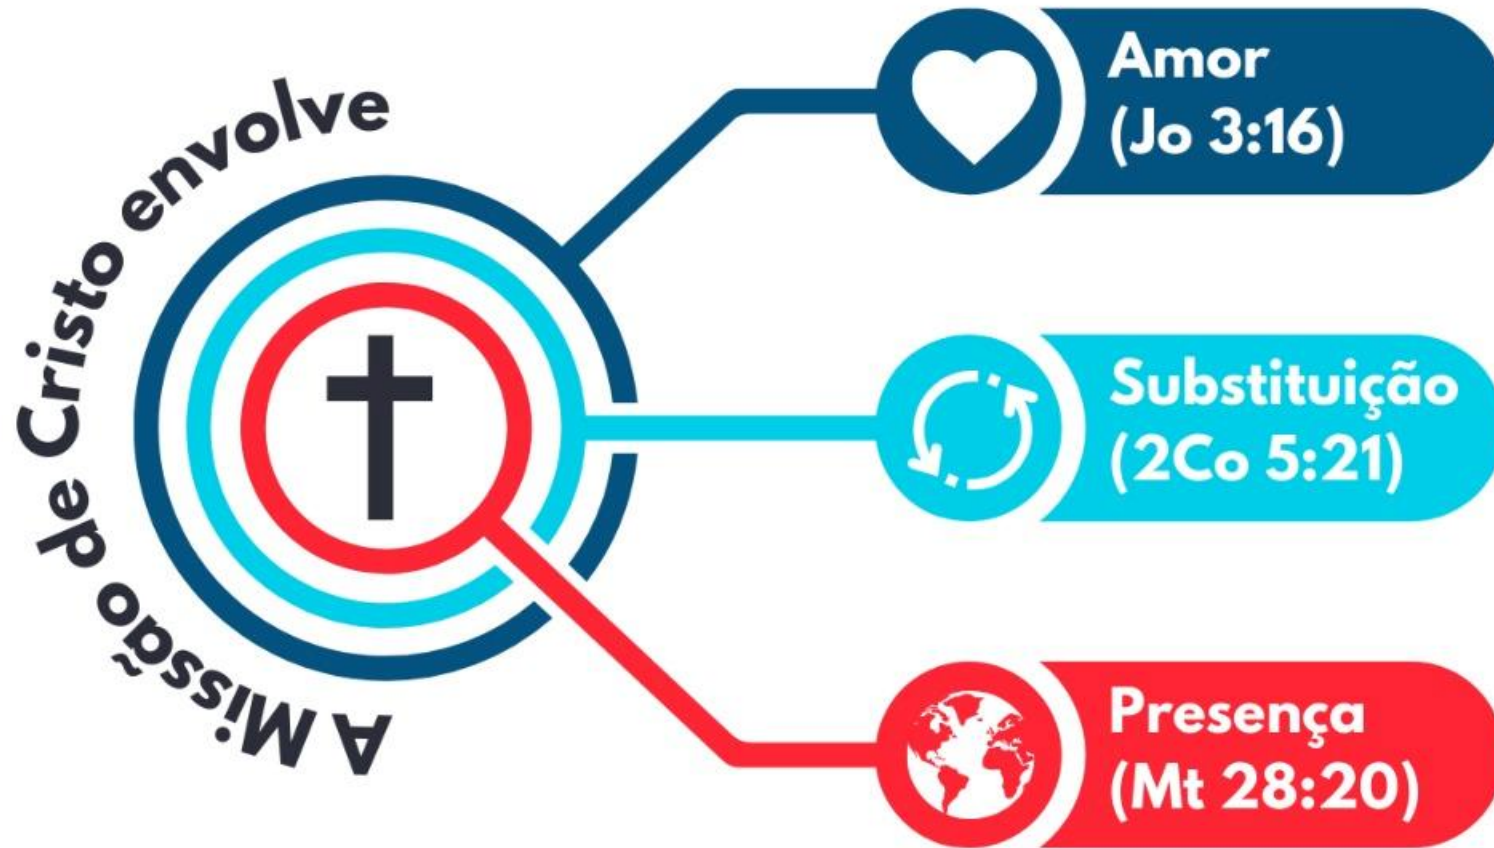 A Missão de Cristo envolve
Amor
(Jo 3:16)
Substituição
(2Co 5:21)
Presença
(Mt 28:20)